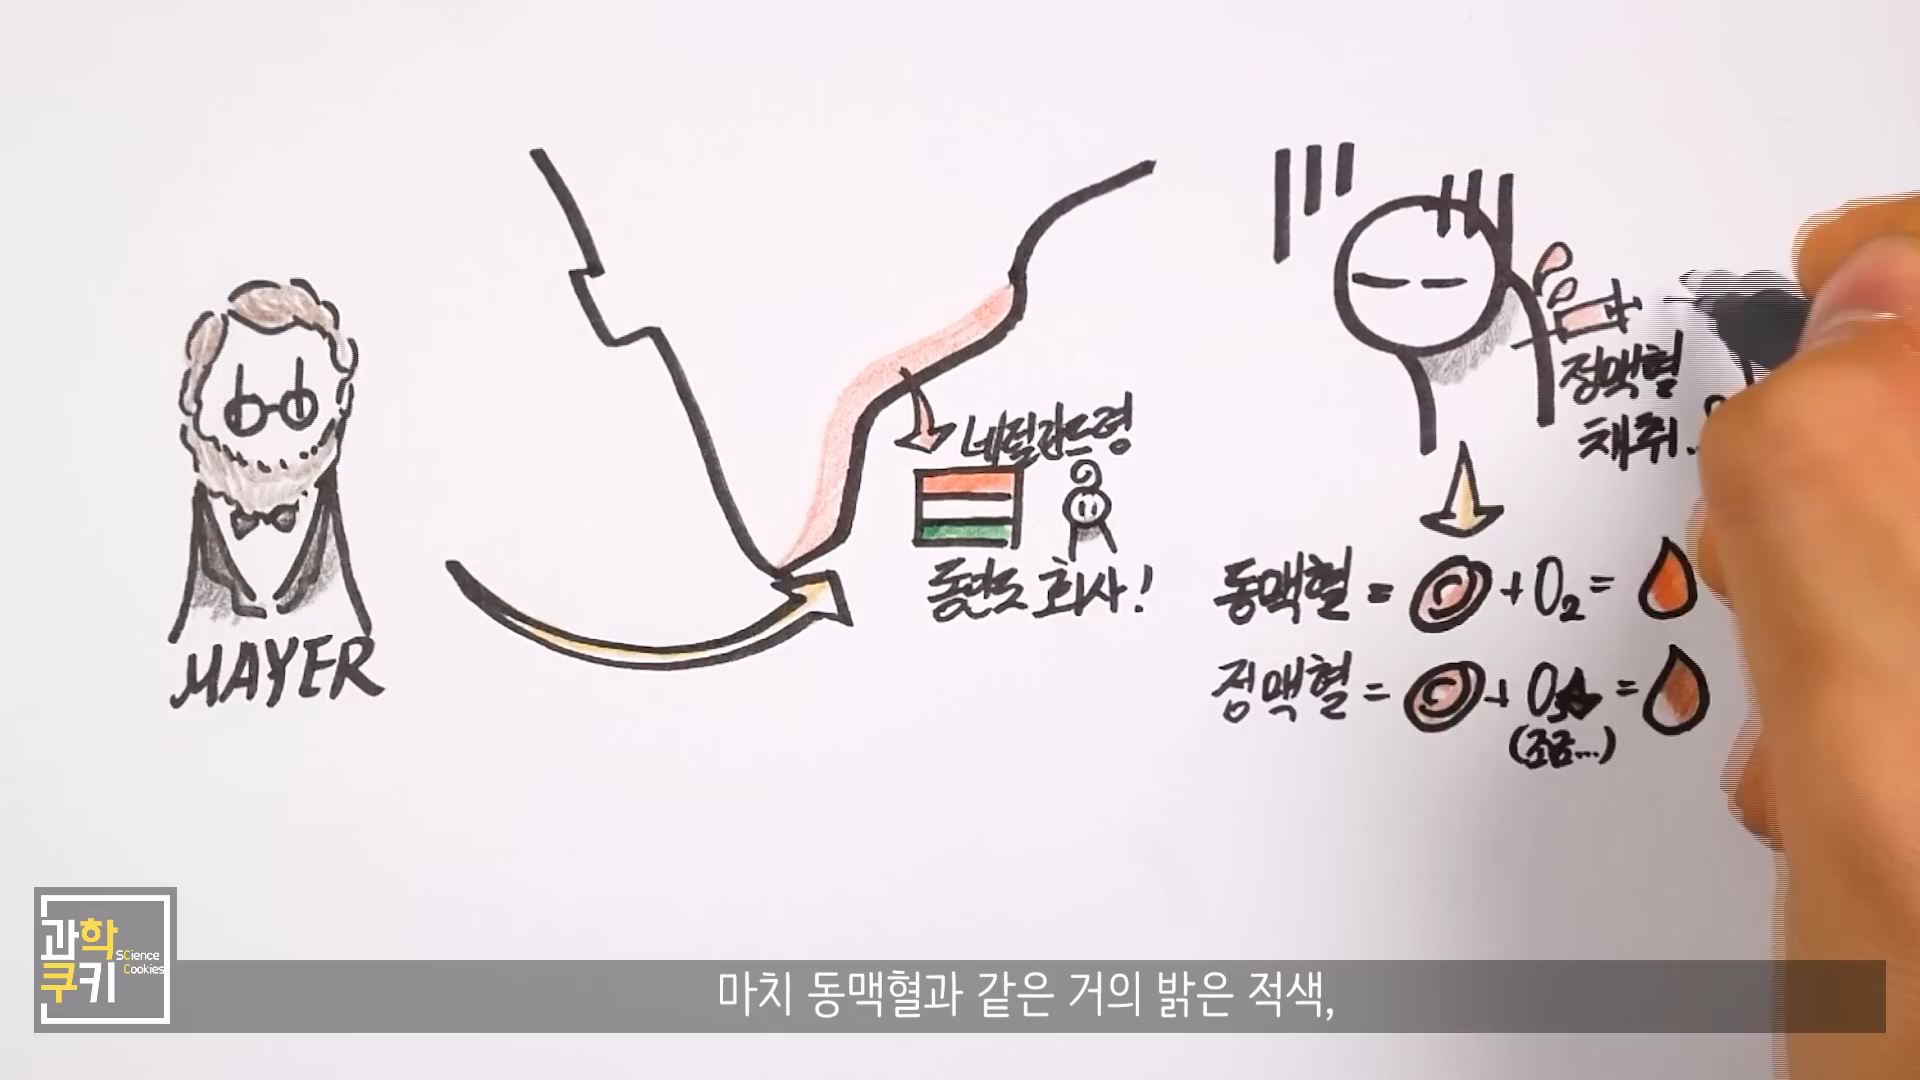 MAYER
네덜란드령
동인도 회사!
정맥혈
채취..
동맥혈 = + O₂ =
정맥혈 = + O₂ =
(조금...)
과학
쿠키
SCience
Cookies
마치 동맥혈과 같은 거의 밝은 적색,